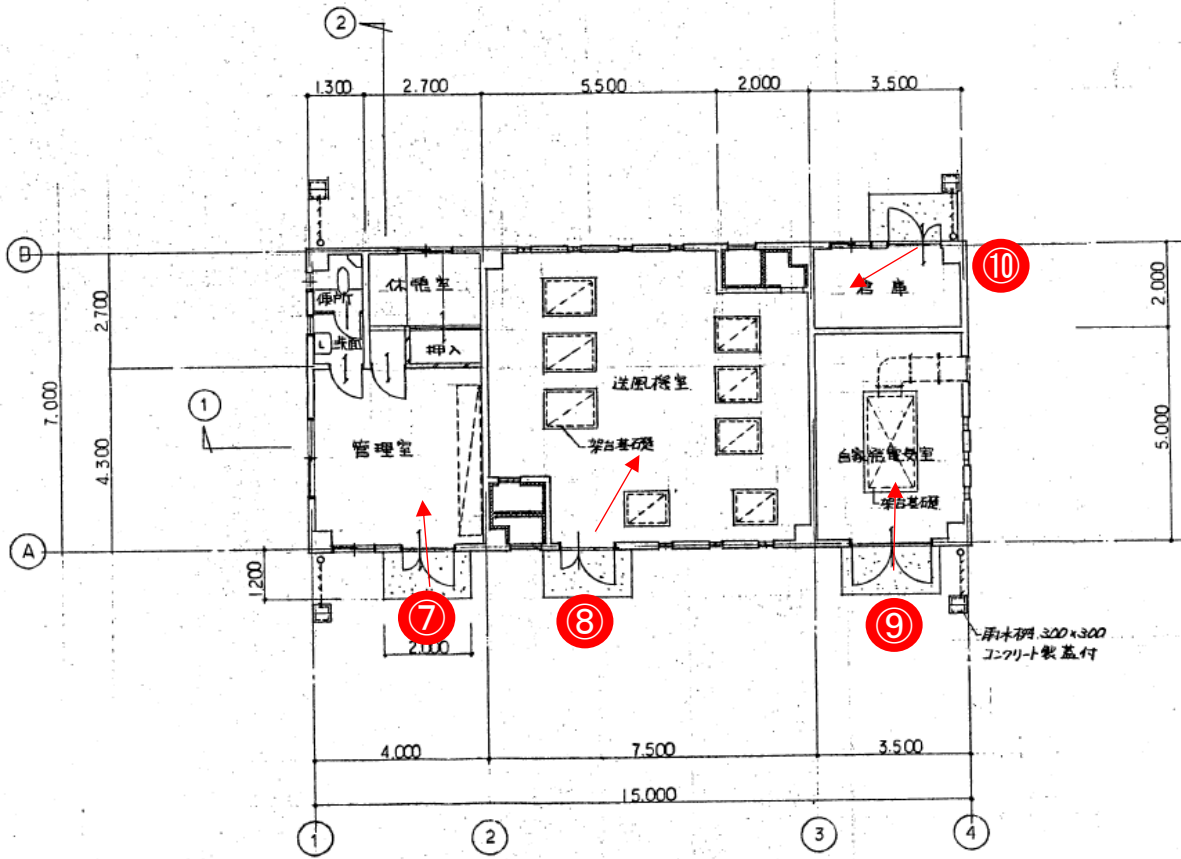 ②
1.300
2.700
5.500
2.000
3.500
B
⑩
便所
休憩室
倉庫
2.000
2.700
洗面
押入
送風機室
7.000
①
管理室
架台基礎
自家発電気室
5.000
4.300
架台基礎
A
1.200
⑦
⑧
⑨
2.000
雨水桝 300×300
コンクリート製蓋付
4.000
7.500
3.500
15.000
①
②
③
④